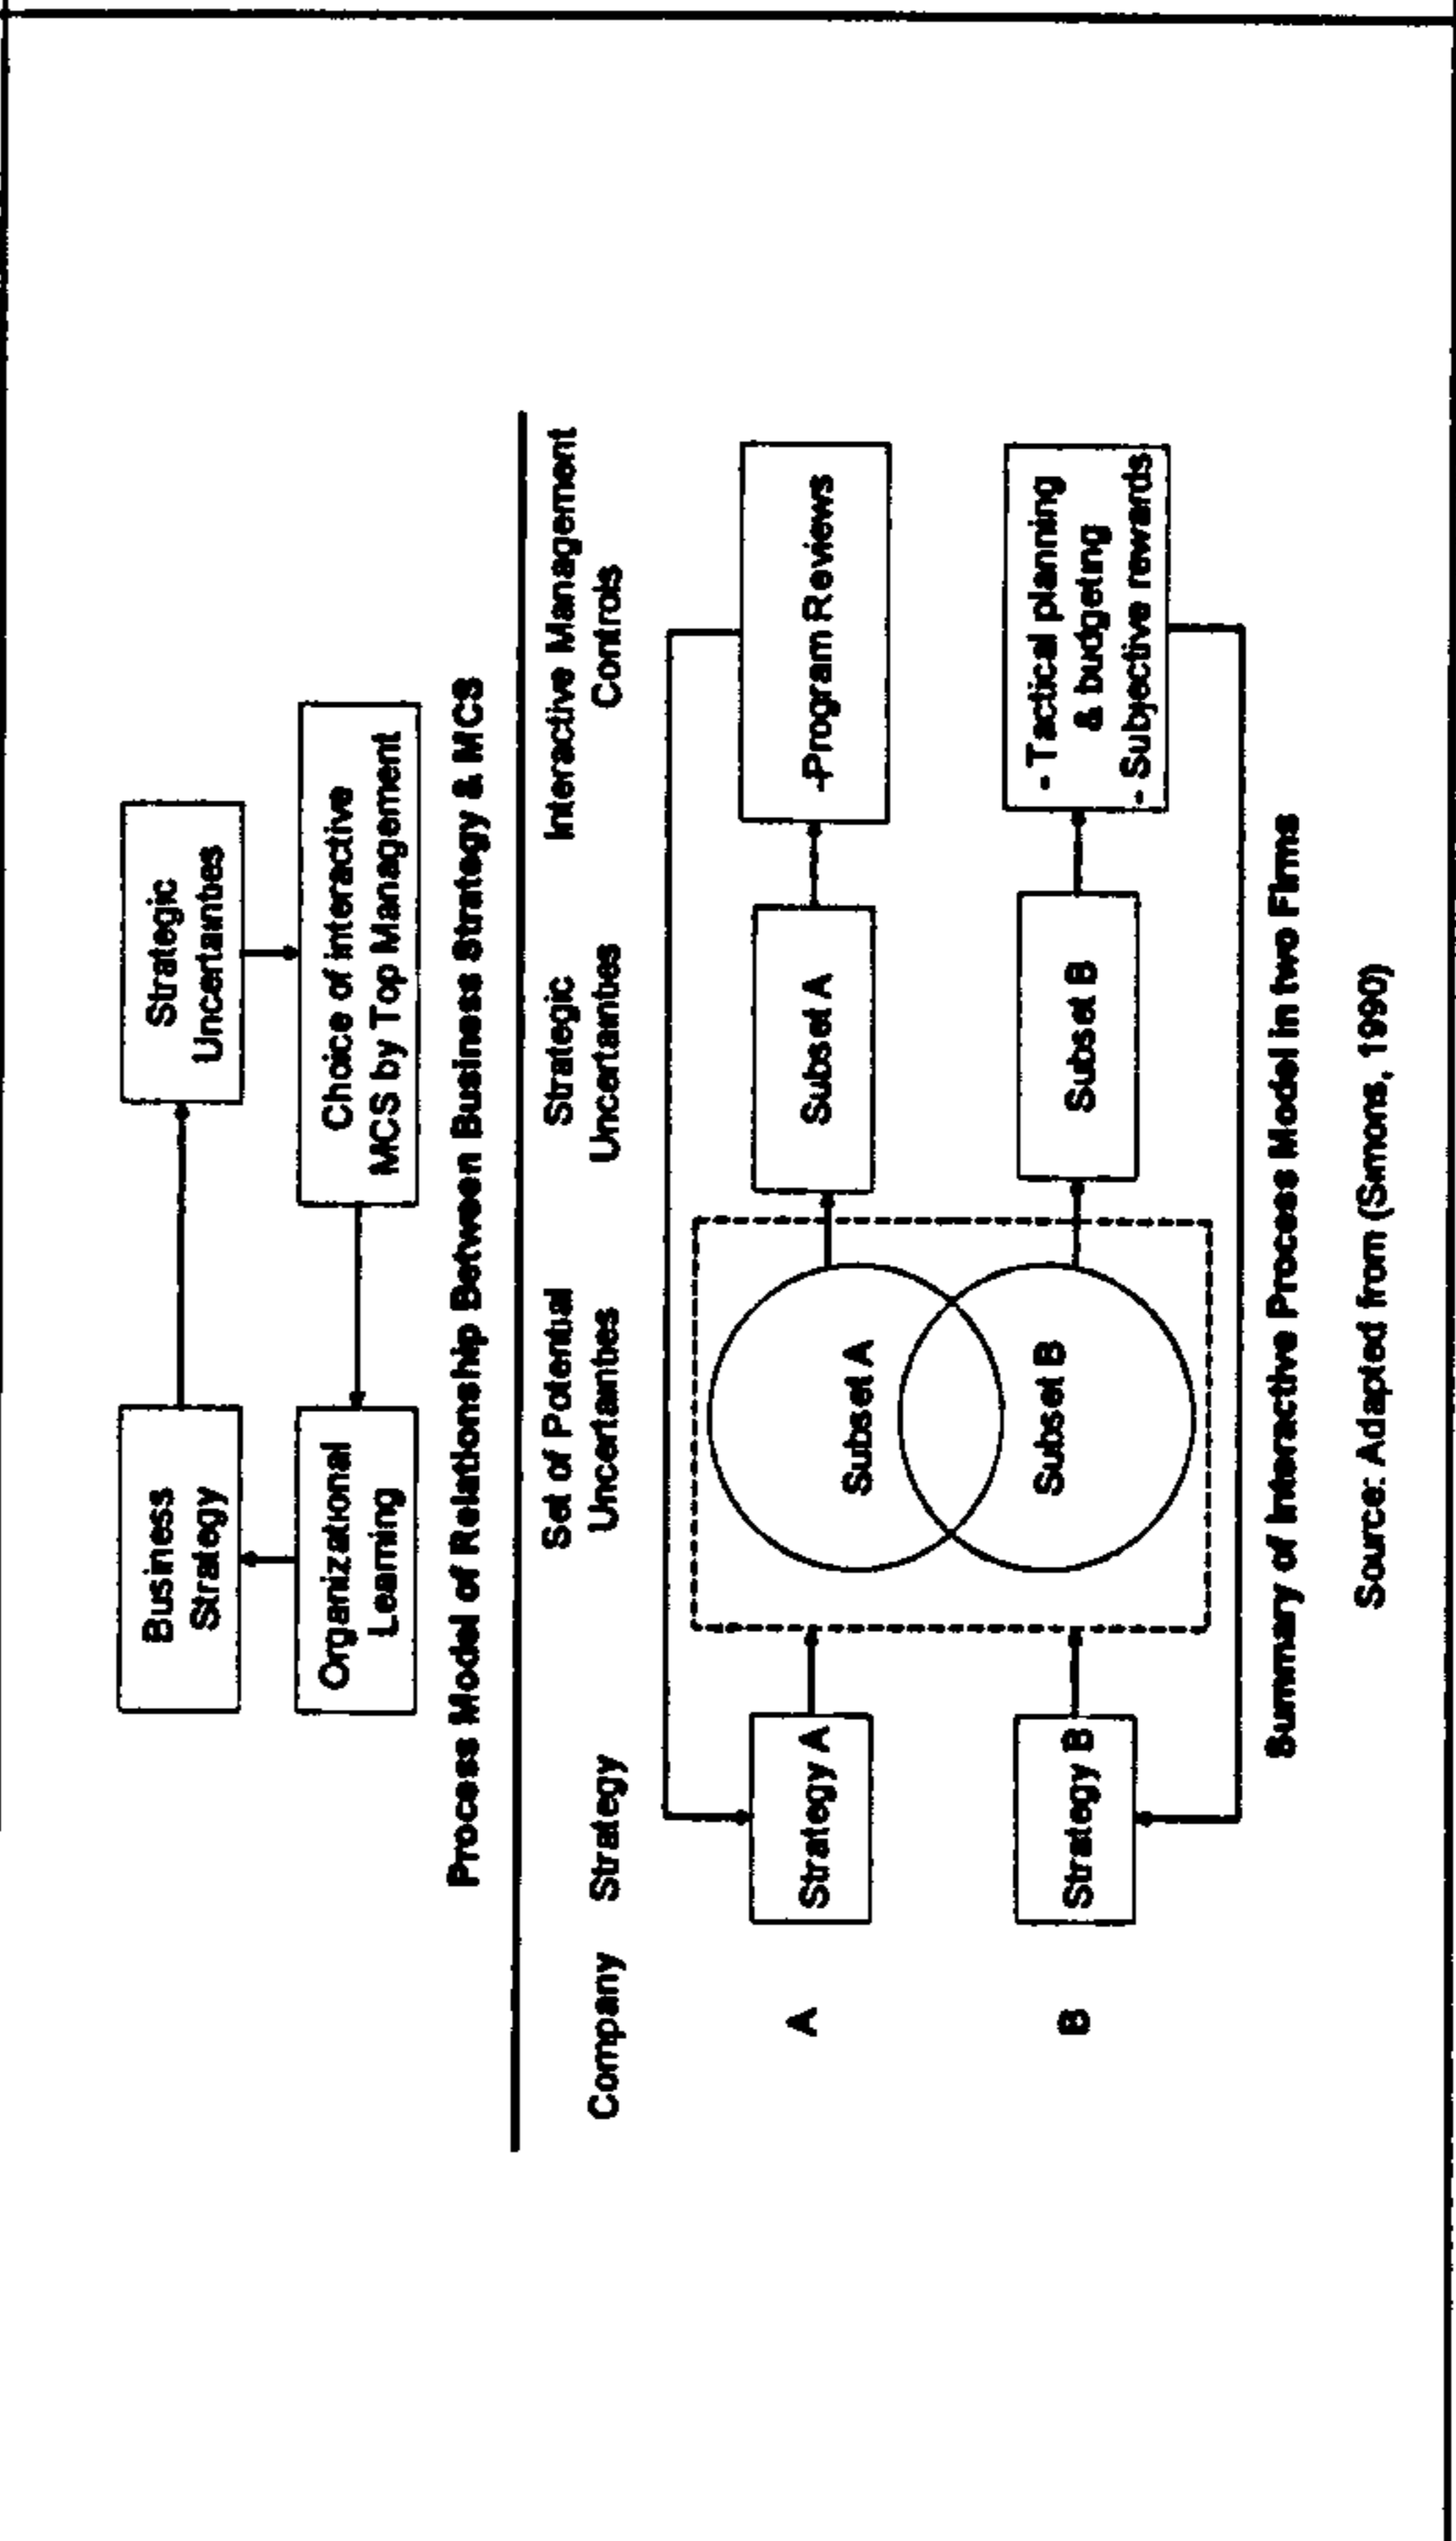 Business
Strategy
Strategic
Uncertainties
Organizational
Learning
Choice of interactive
MCS by Top Management
Process Model of Relationship Between Business Strategy & MCS
Company
Strategy
Set of Potential
Uncertainties
Strategic
Uncertainties
Interactive Management
Controls
A
Strategy A
Subset A
Subset A
-Program Reviews
B
Strategy B
Subset B
Subset B
- Tactical planning
& budgeting
- Subjective rewards
Summary of Interactive Process Model in two Firms
Source: Adapted from (Simons, 1990)